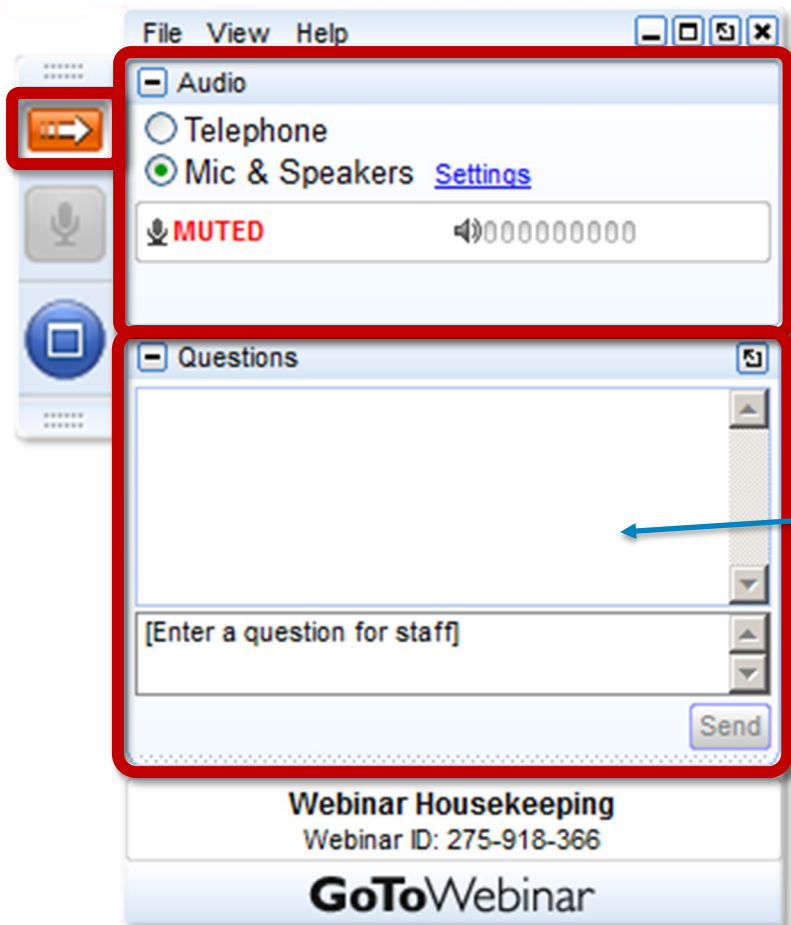 File View Help
Audio
Telephone
Mic & Speakers Settings
MUTED 000000000
Questions
[Enter a question for staff]
Send
Webinar Housekeeping
Webinar ID: 275-918-366
GoToWebinar